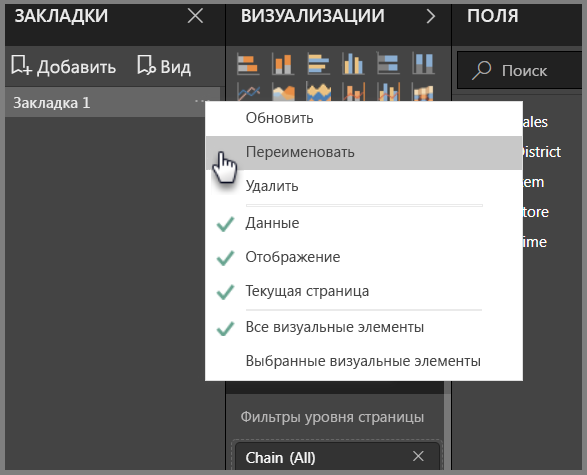 ЗАКЛАДКИ
ВИЗУАЛИЗАЦИИ
ПОЛЯ
Добавить
Вид
Поиск
Закладка 1
Обновить
Переименовать
Удалить
Данные
Отображение
Текущая страница
Все визуальные элементы
Выбранные визуальные элементы
ales
District
tem
tore
ime
Фильтры уровня страницы
Chain (All)